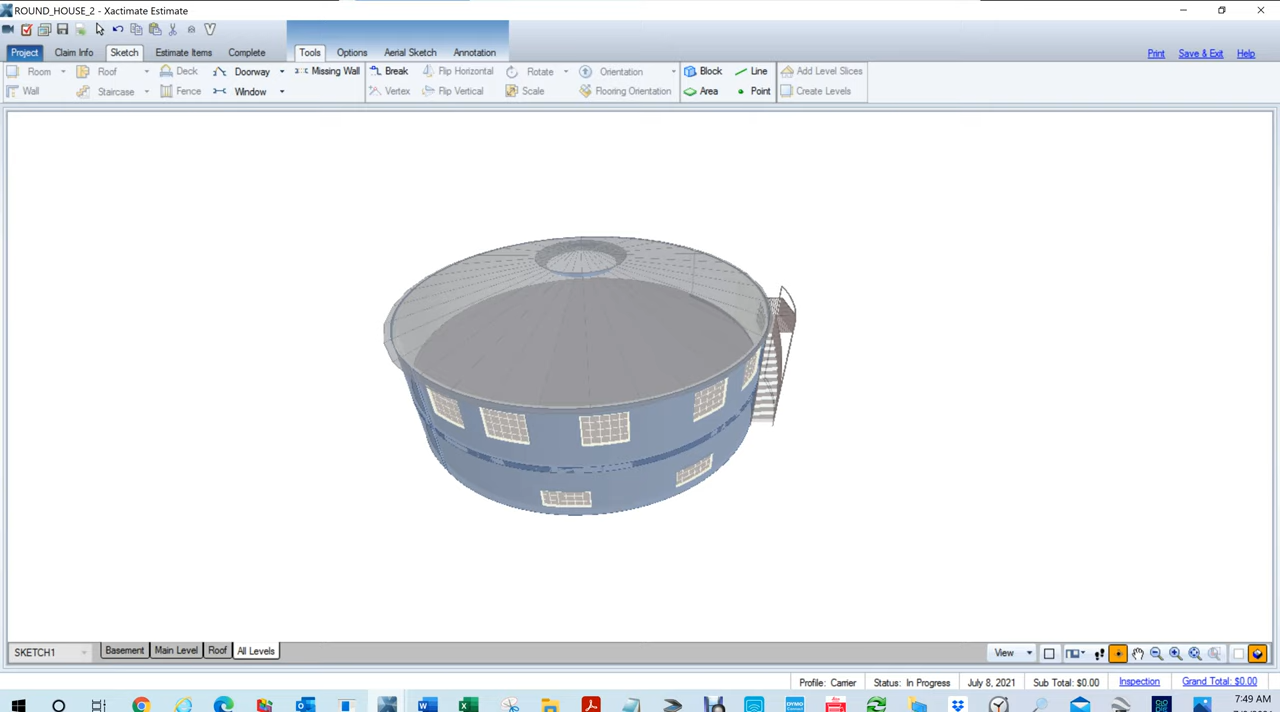 ROUND_HOUSE_2 - Xactimate Estimate
Project Claim Info Sketch Estimate Items Complete Tools Options Aerial Sketch Annotation Print Save & Exit Help
Room Roof Deck Doorway Missing Wall Break Flip Horizontal Rotate Orientation Block Line Add Level Slices
Wall Staircase Fence Window Vertex Flip Vertical Scale Flooring Orientation Area Point Create Levels
SKETCH1 Basement Main Level Roof All Levels View
Profile: Carrier Status: In Progress July 8, 2021 Sub Total: $0.00 Inspection Grand Total: $0.00
7:49 AM